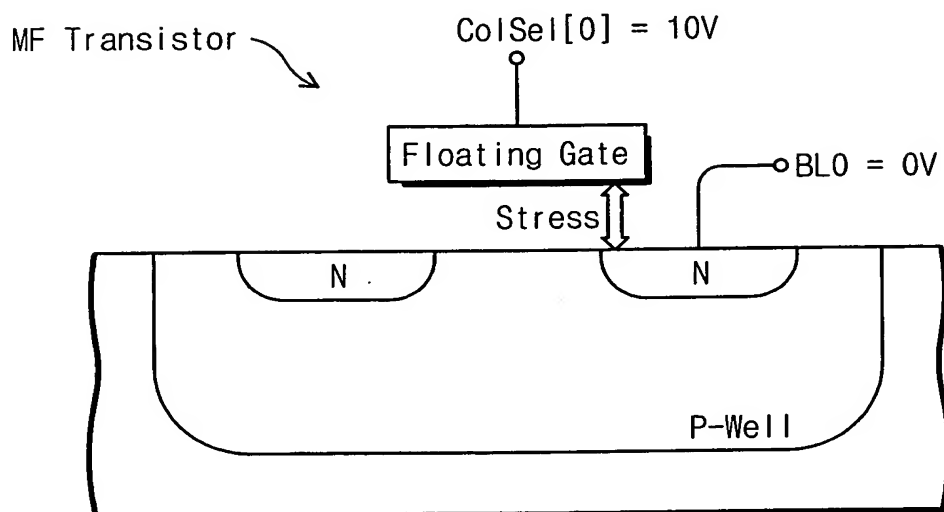 MF Transistor
ColSel[0] = 10V
Floating Gate
BL0 = 0V
Stress
N
N
P-Well